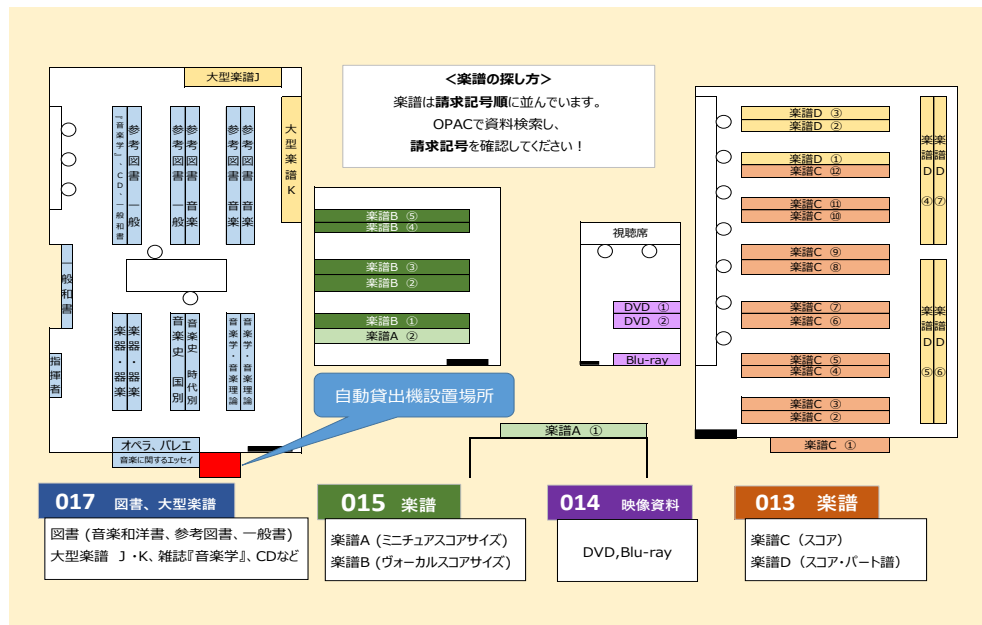 大型楽譜J
大型楽譜K
『音楽学』、CD・一般和書
参考図書 一般
参考図書 一般
参考図書 音楽
参考図書 音楽
参考図書 音楽
一般和書
指揮者
楽器・器楽
楽器・器楽
音楽史 国別
音楽史 時代別
音楽学・音楽理論
音楽学・音楽理論
オペラ、バレエ
音楽に関するエッセイ
自動貸出機設置場所
<楽譜の探し方>
楽譜は請求記号順に並んでいます。
OPACで資料検索し、
請求記号を確認してください！
楽譜B ⑤
楽譜B ④
楽譜B ③
楽譜B ②
楽譜B ①
楽譜A ②
楽譜A ①
視聴席
DVD ①
DVD ②
Blu-ray
楽譜D ③
楽譜D ②
楽譜D ①
楽譜C ⑫
楽譜C ⑪
楽譜C ⑩
楽譜C ⑨
楽譜C ⑧
楽譜C ⑦
楽譜C ⑥
楽譜C ⑤
楽譜C ④
楽譜C ③
楽譜C ②
楽譜C ①
楽譜D ④
楽譜D ⑦
楽譜D ⑤
楽譜D ⑥
017 図書、大型楽譜
図書 (音楽和洋書、参考図書、一般書)
大型楽譜 J・K、雑誌『音楽学』、CDなど
015 楽譜
楽譜A (ミニチュアスコアサイズ)
楽譜B (ヴォーカルスコアサイズ)
014 映像資料
DVD,Blu-ray
013 楽譜
楽譜C（スコア）
楽譜D（スコア・パート譜）